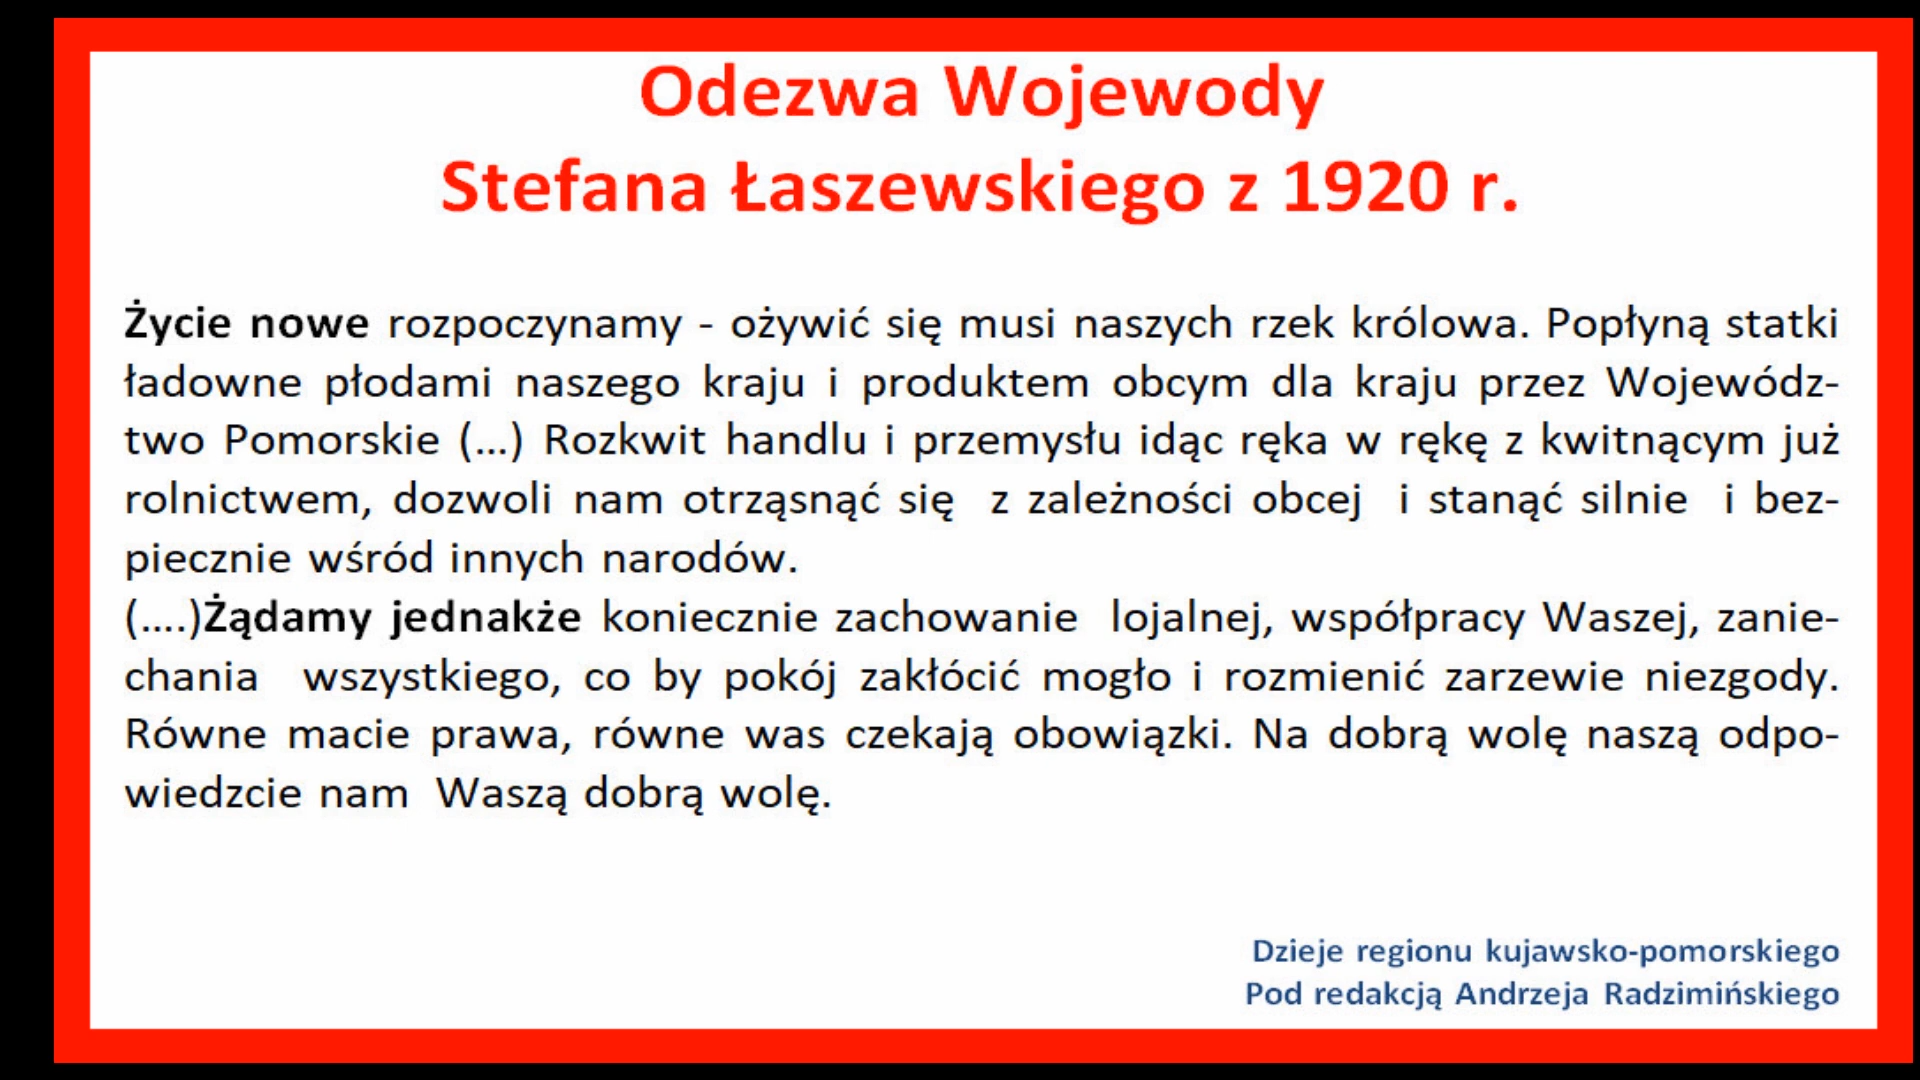 Odezwa Wojewody
Stefana Łaszewskiego z 1920 r.
Życie nowe rozpoczynamy - ożywić się musi naszych rzek królowa. Popłyną statki
ładowne płodami naszego kraju i produktem obcym dla kraju przez Wojewódz-
two Pomorskie (...) Rozkwit handlu i przemysłu idąc ręka w rękę z kwitnącym już
rolnictwem, dozwoli nam otrząsnąć się z zależności obcej i stanąć silnie i bez-
piecznie wśród innych narodów.
(....)Żądamy jednakże koniecznie zachowanie lojalnej, współpracy Waszej, zanie-
chania wszystkiego, co by pokój zakłócić mogło i rozmienić zarzewie niezgody.
Równe macie prawa, równe was czekają obowiązki. Na dobrą wolę naszą odpo-
wiedzcie nam Waszą dobrą wolę.
Dzieje regionu kujawsko-pomorskiego
Pod redakcją Andrzeja Radzimińskiego